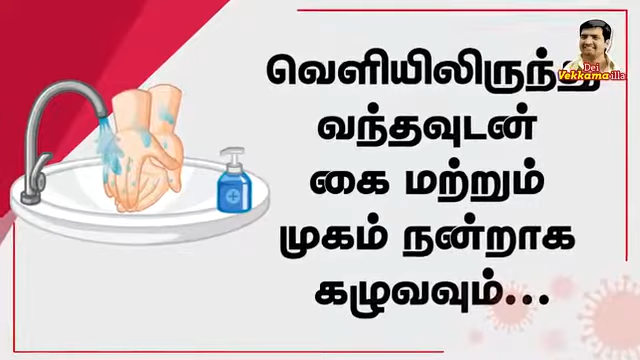 வெளியிலிருந்து
வந்தவுடன்
கை மற்றும்
முகம் நன்றாக
கழுவவும்...
Dei
Vekkamailla